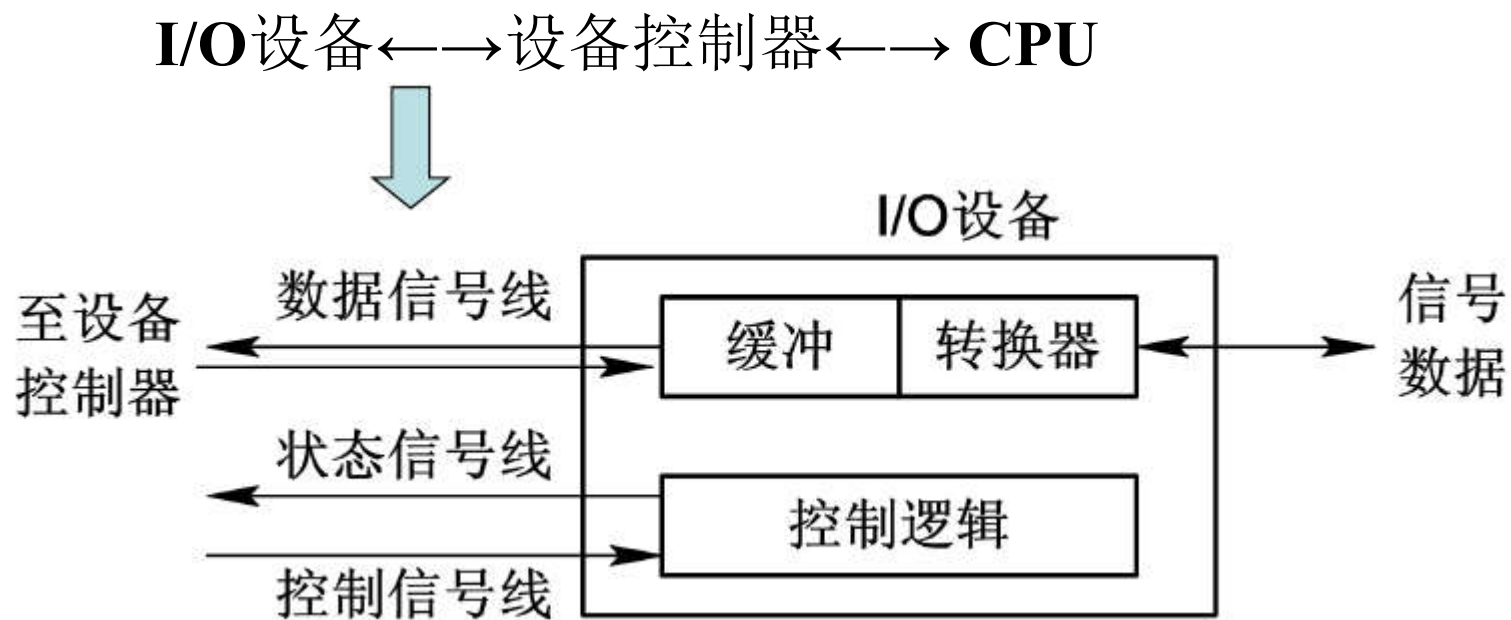 I/O设备←→设备控制器←→ CPU
I/O设备
数据信号线
至设备
控制器
缓冲
转换器
信号
数据
状态信号线
控制逻辑
控制信号线